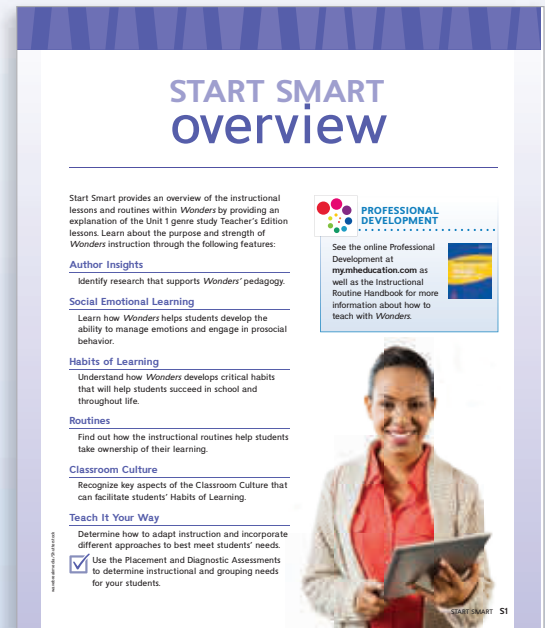 START SMART
overview
Start Smart provides an overview of the instructional
lessons and routines within Wonders by providing an
explanation of the Unit 1 genre study Teacher's Edition
lessons. Learn about the purpose and strength of
Wonders instruction through the following features:
Author Insights
Identify research that supports Wonders' pedagogy.
Social Emotional Learning
Learn how Wonders helps students develop the
ability to manage emotions and engage in prosocial
behavior.
Habits of Learning
Understand how Wonders develops critical habits
that will help students succeed in school and
throughout life.
Routines
Find out how the instructional routines help students
take ownership of their learning.
Classroom Culture
Recognize key aspects of the Classroom Culture that
can facilitate students' Habits of Learning.
Teach It Your Way
Determine how to adapt instruction and incorporate
different approaches to best meet students' needs.
Use the Placement and Diagnostic Assessments
to determine instructional and grouping needs
for your students.
PROFESSIONAL
DEVELOPMENT
See the online Professional
Development at
my.mheducation.com as
well as the Instructional
Routine Handbook for more
information about how to
teach with Wonders.
wavebreakmedia/Shutterstock
START SMART S1